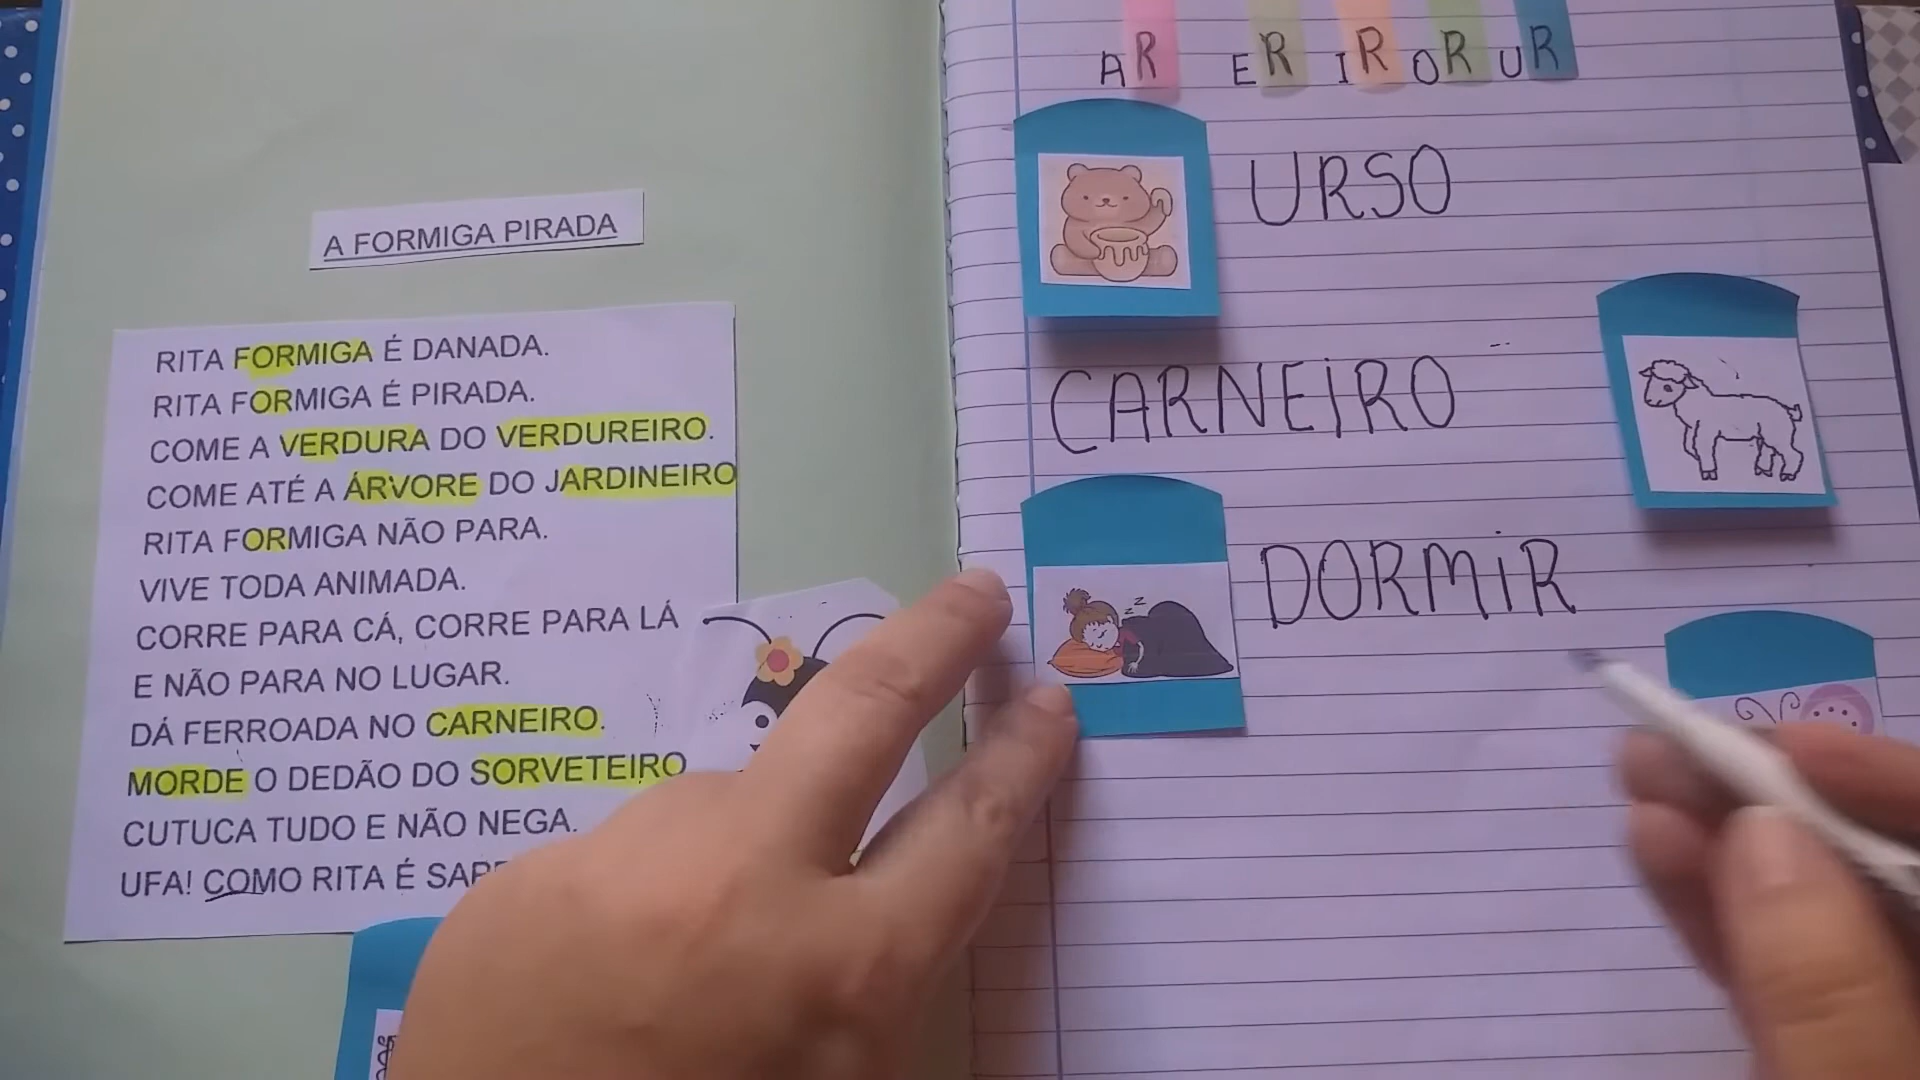 A FORMIGA PIRADA
RITA FORMIGA É DANADA.
RITA FORMIGA É PIRADA.
COME A VERDURA DO VERDUREIRO.
COME ATÉ A ÁRVORE DO JARDINEIRO
RITA FORMIGA NÃO PARA.
VIVE TODA ANIMADA.
CORRE PARA CÁ, CORRE PARA LÁ
E NÃO PARA NO LUGAR.
DÁ FERROADA NO CARNEIRO.
MORDE O DEDÃO DO SORVETEIRO
CUTUCA TUDO E NÃO NEGA.
UFA! COMO RITA É
AR ER IR OR UR
URSO
CARNEIRO
DORMIR
z z